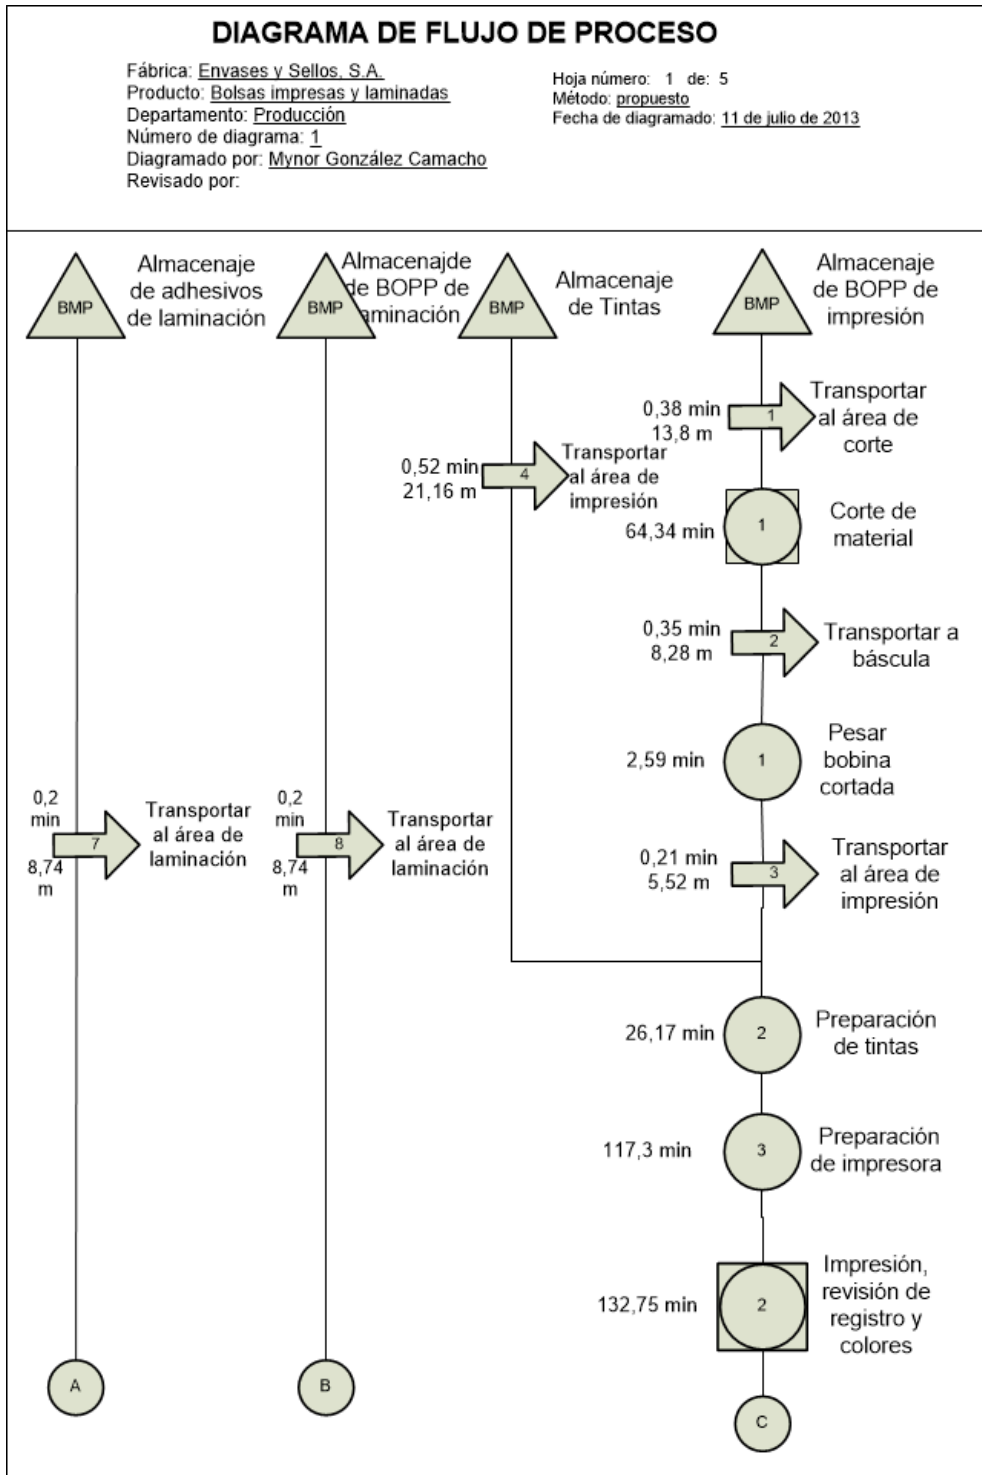 DIAGRAMA DE FLUJO DE PROCESO
Fábrica: Envases y Sellos, S.A.
Producto: Bolsas impresas y laminadas
Departamento: Producción
Número de diagrama: 1
Diagramado por: Mynor González Camacho
Revisado por:
Hoja número: 1 de: 5
Método: propuesto
Fecha de diagramado: 11 de julio de 2013
BMP
Almacenaje
de adhesivos
de laminación
BMP
Almacenajde
de BOPP de
laminación
BMP
Almacenaje
de Tintas
BMP
Almacenaje
de BOPP de
impresión
0,38 min
13,8 m
1
Transportar
al área de
corte
0,52 min
21,16 m
4
Transportar
al área de
impresión
64,34 min
1
Corte de
material
0,35 min
8,28 m
2
Transportar a
báscula
2,59 min
1
Pesar
bobina
cortada
0,2
min
8,74
m
7
Transportar
al área de
laminación
0,2
min
8,74
m
8
Transportar
al área de
laminación
0,21 min
5,52 m
3
Transportar
al área de
impresión
26,17 min
2
Preparación
de tintas
117,3 min
3
Preparación
de impresora
132,75 min
2
Impresión,
revisión de
registro y
colores
A
B
C